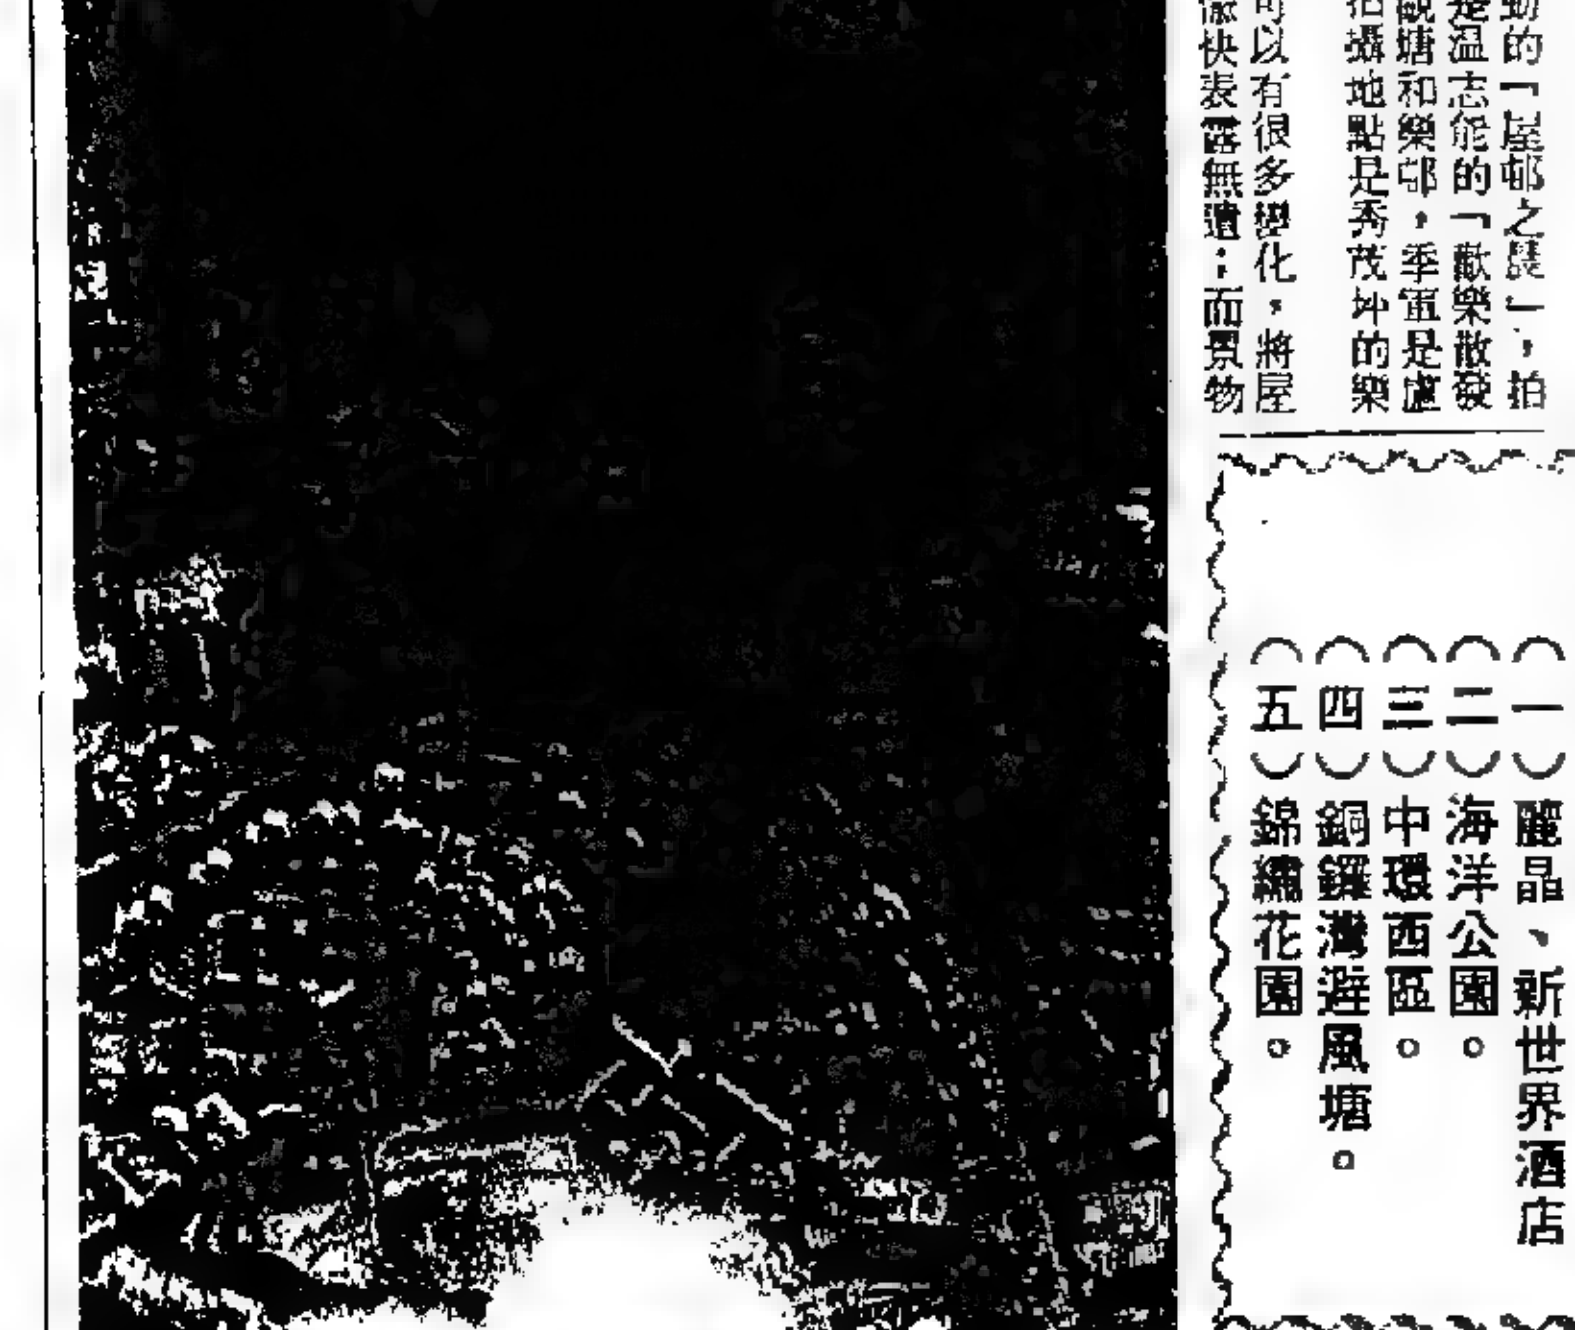 動的「屋邨之晨」，拍
是温志能的「歡樂散發
觀塘和樂邨，季軍是盧
拍攝地點是秀茂坪的樂
可以有很多變化，將屋
快表露無遺；而景物
（一）麗晶、新世界酒店
（二）海洋公園。
（三）中環西區。
（四）銅鑼灣避風塘。
（五）錦繡花園。